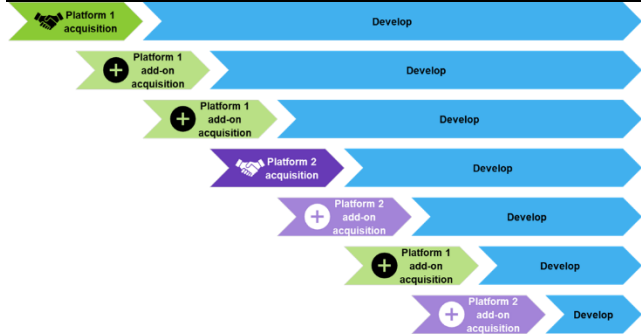 Platform 1
acquisition
Develop
Platform 1
add-on
acquisition
Develop
Platform 1
add-on
acquisition
Develop
Platform 2
acquisition
Develop
Platform 2
add-on
acquisition
Develop
Platform 1
add-on
acquisition
Develop
Platform 2
add-on
acquisition
Develop